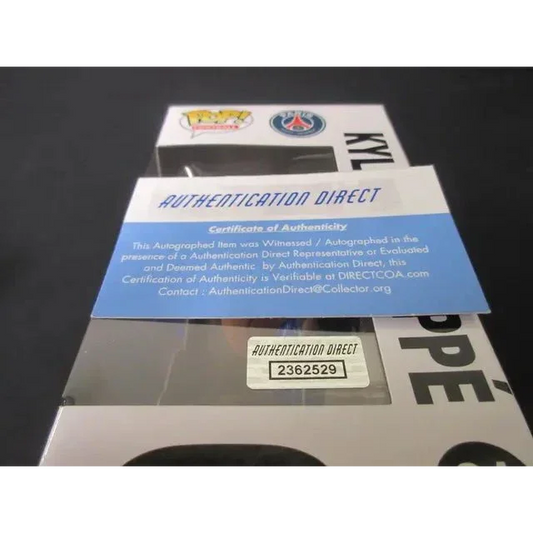 POP!
FOOTBALL
PARIS
KYL
AUTHENTICATION DIRECT
Certificate of Authenticity
This Autographed Item was Witnessed / Autographed in the
presence of a Authentication Direct Representative or Evaluated
and Deemed Authentic by Authentication Direct, this
Certification of Authenticity is Verifiable at DIRECTCOA.com
Contact : AuthenticationDirect@Collector.org
AUTHENTICATION DIRECT
2362529
PPÉ